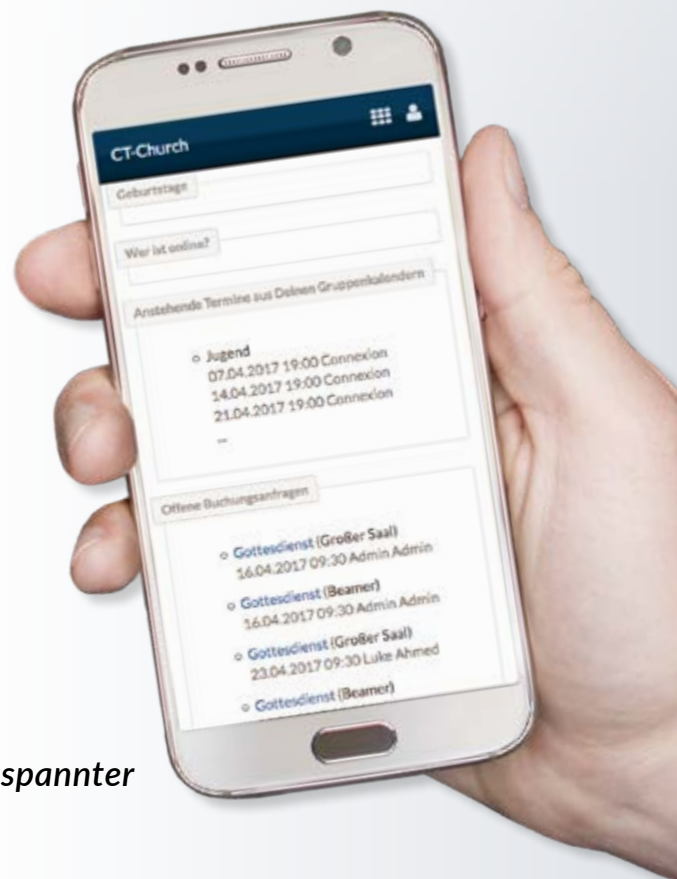 CT-Church
Geburtstage
Wer ist online?
Anstehende Termine aus Deinen Gruppenkalendern
Jugend
07.04.2017 19:00 Connexion
14.04.2017 19:00 Connexion
21.04.2017 19:00 Connexion
...
Offene Buchungsanfragen
Gottesdienst (Großer Saal)
16.04.2017 09:30 Admin Admin
Gottesdienst (Beamer)
16.04.2017 09:30 Admin Admin
Gottesdienst (Großer Saal)
23.04.2017 09:30 Luke Ahmed
Gottesdienst (Beamer)
spannter